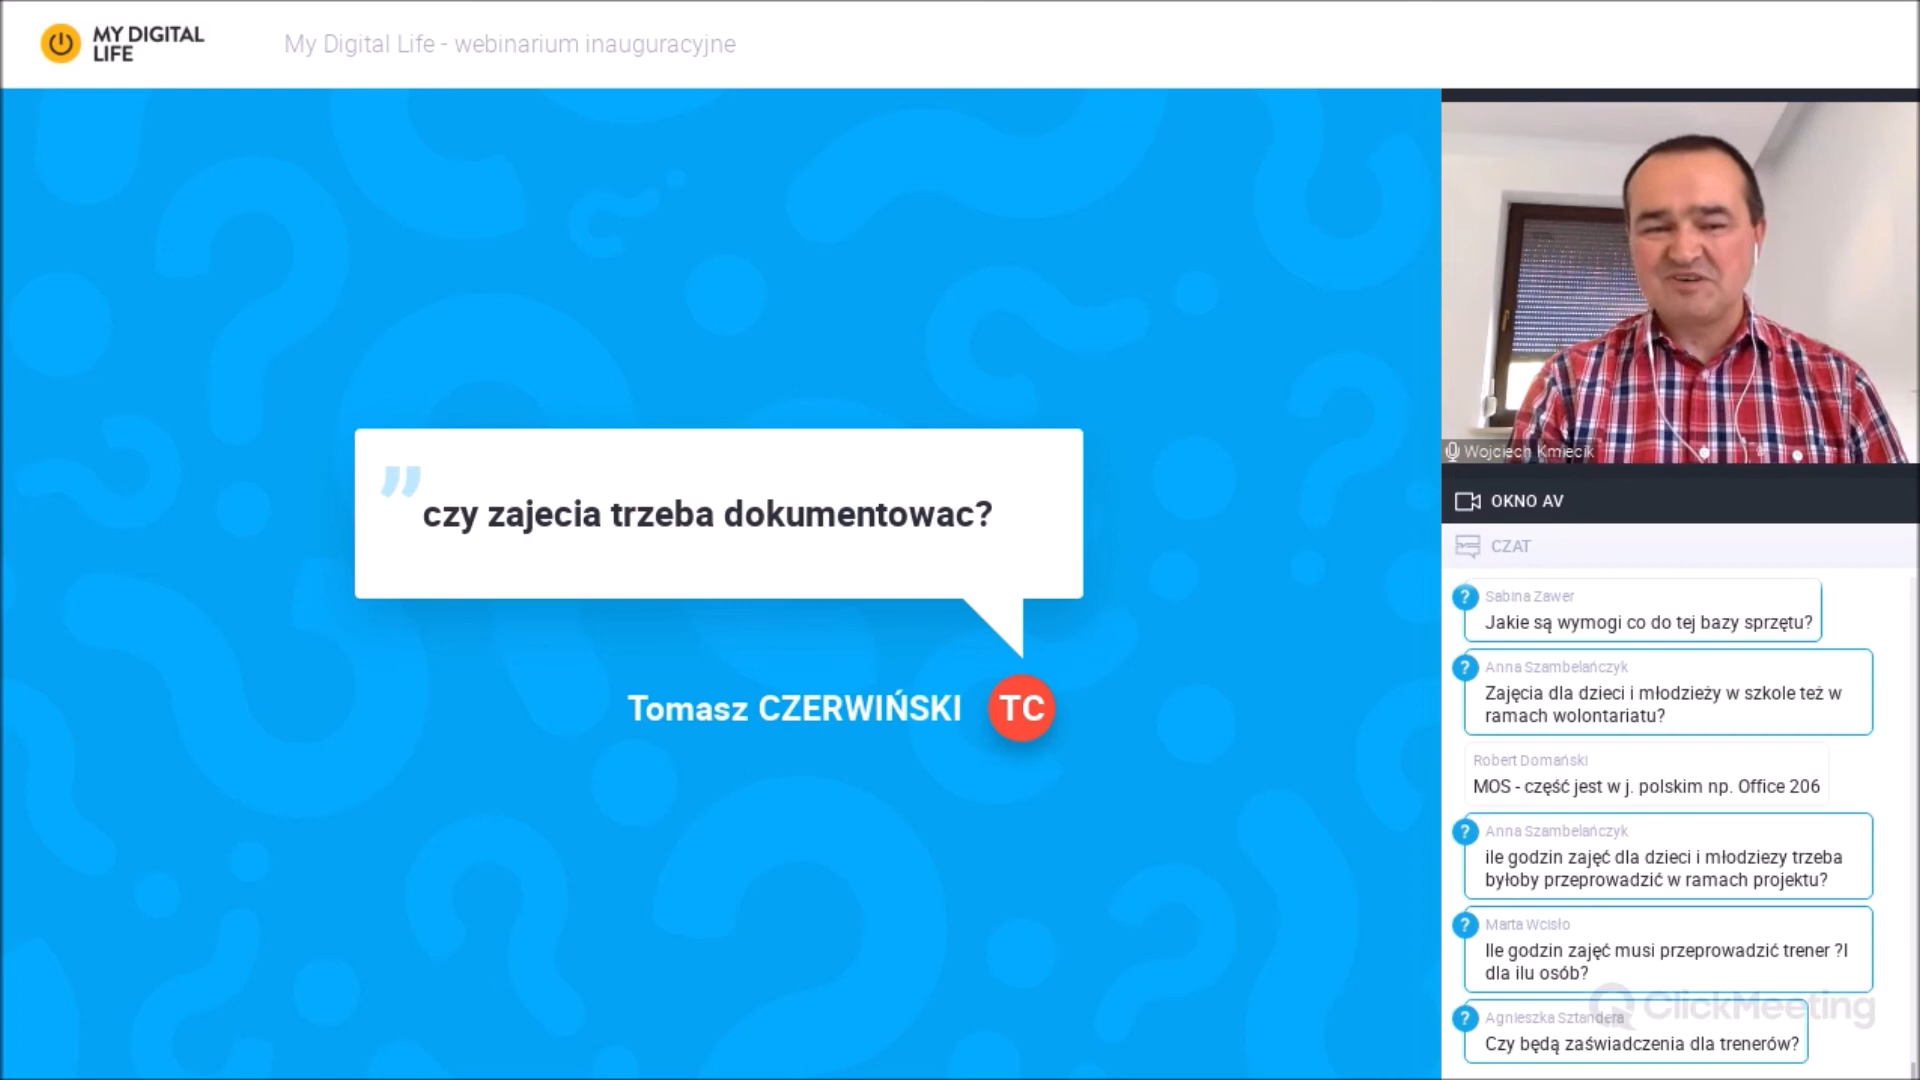 MY DIGITAL
LIFE
My Digital Life - webinarium inauguracyjne
czy zajecia trzeba dokumentowac?
Tomasz CZERWIŃSKI
TC
Wojciech Kmiecik
OKNO AV
CZAT
? Sabina Zawer
Jakie są wymogi co do tej bazy sprzętu?
? Anna Szambelańczyk
Zajęcia dla dzieci i młodzieży w szkole też w
ramach wolontariatu?
Robert Domański
MOS - część jest w j. polskim np. Office 206
? Anna Szambelańczyk
ile godzin zajęć dla dzieci i młodziezy trzeba
byłoby przeprowadzić w ramach projektu?
? Marta Wcisło
Ile godzin zajęć musi przeprowadzić trener ?I
dla ilu osób?
ClickMeeting
? Agnieszka Sztandera
Czy będą zaświadczenia dla trenerów?